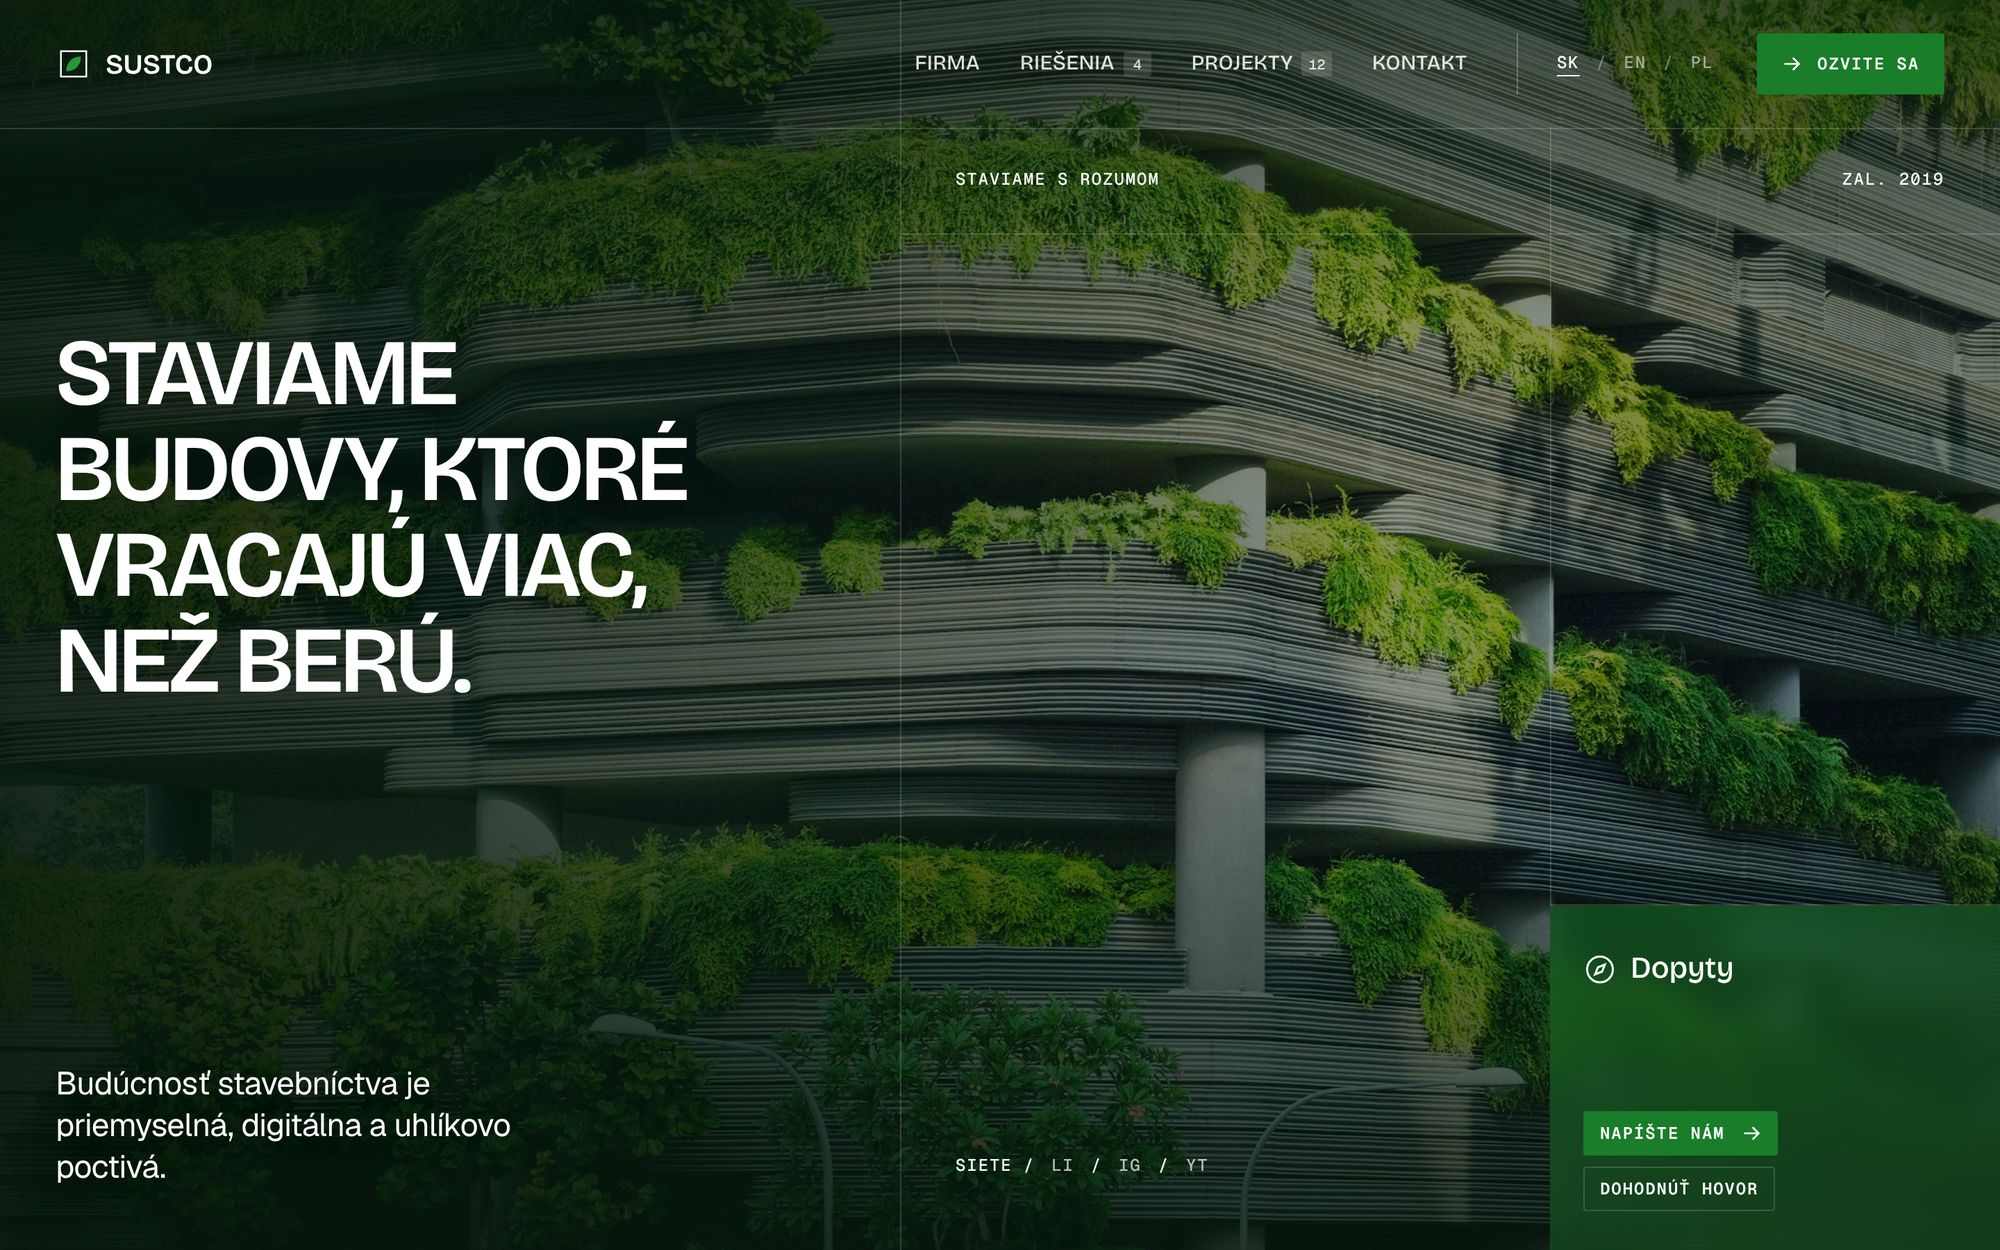 SUSTCO
FIRMA
RIEŠENIA 4
PROJEKTY 12
KONTAKT
SK / EN / PL
→ OZVITE SA
STAVIAME S ROZUMOM
ZAL. 2019
STAVIAME
BUDOVY, KTORÉ
VRACAJÚ VIAC,
NEŽ BERÚ.
Budúcnosť stavebníctva je
priemyselná, digitálna a uhlíkovo
poctivá.
SIETE / LI / IG / YT
Dopyty
NAPÍŠTE NÁM →
DOHODNÚŤ HOVOR